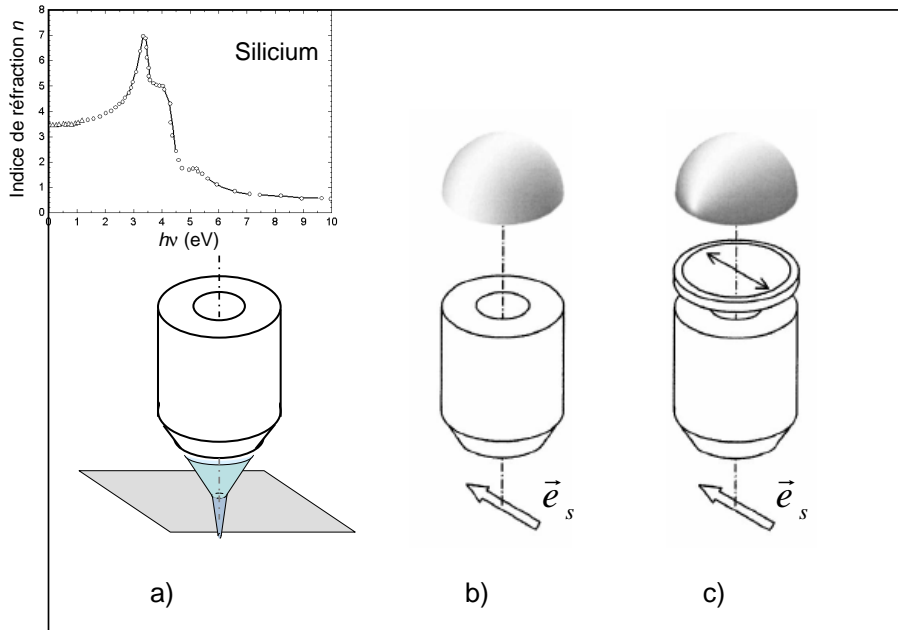 8
7
6
5
4
3
2
1
0
Indice de réfraction n
Silicium
0 1 2 3 4 5 6 7 8 9 10
hν (eV)
e⃗ s
e⃗ s
a)
b)
c)